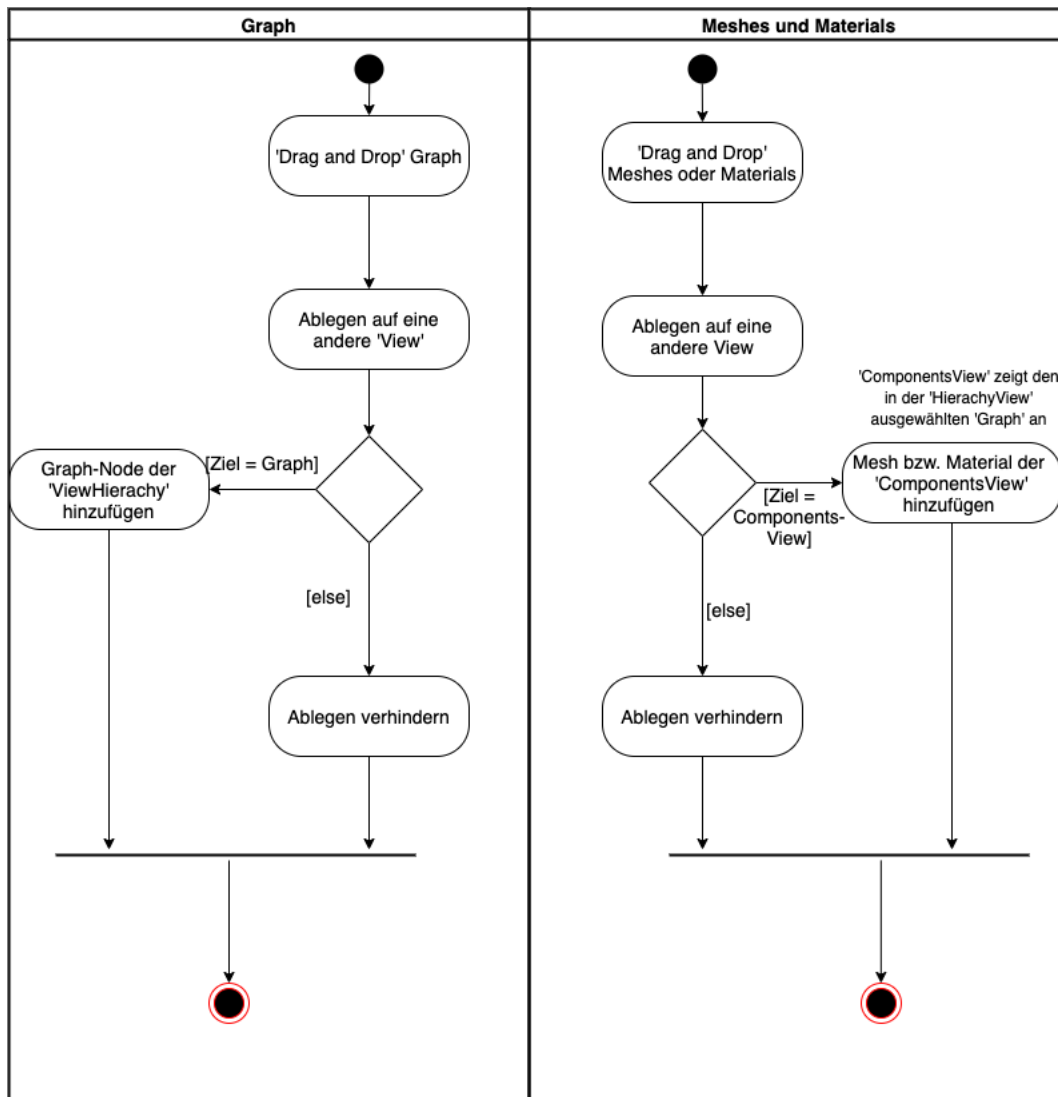 Graph
'Drag and Drop' Graph
Ablegen auf eine
andere 'View'
[Ziel = Graph]
Graph-Node der
'ViewHierachy'
hinzufügen
[else]
Ablegen verhindern
Meshes und Materials
'Drag and Drop'
Meshes oder Materials
Ablegen auf eine
andere View
'ComponentsView' zeigt den
in der 'HierachyView'
ausgewählten 'Graph' an
[Ziel =
Components-
View]
Mesh bzw. Material der
'ComponentsView'
hinzufügen
[else]
Ablegen verhindern